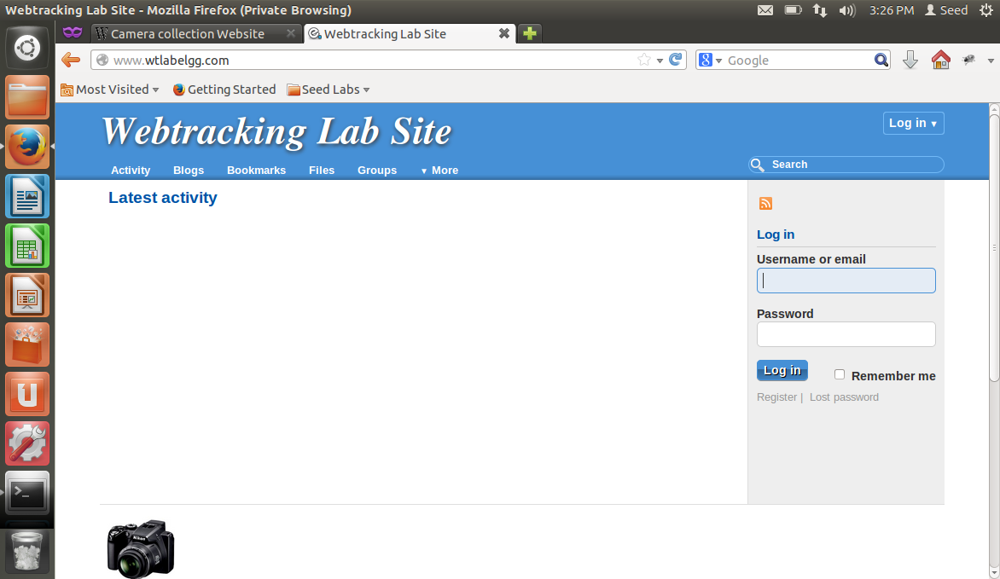 Webtracking Lab Site - Mozilla Firefox (Private Browsing)
3:26 PM Seed
Camera collection Website
Webtracking Lab Site
www.wtlabelgg.com
Google
Most Visited
Getting Started
Seed Labs
Webtracking Lab Site
Log in ▼
Activity Blogs Bookmarks Files Groups ▼ More
Search
Latest activity
Log in
Username or email
Password
Log in
Remember me
Register | Lost password
Nikon